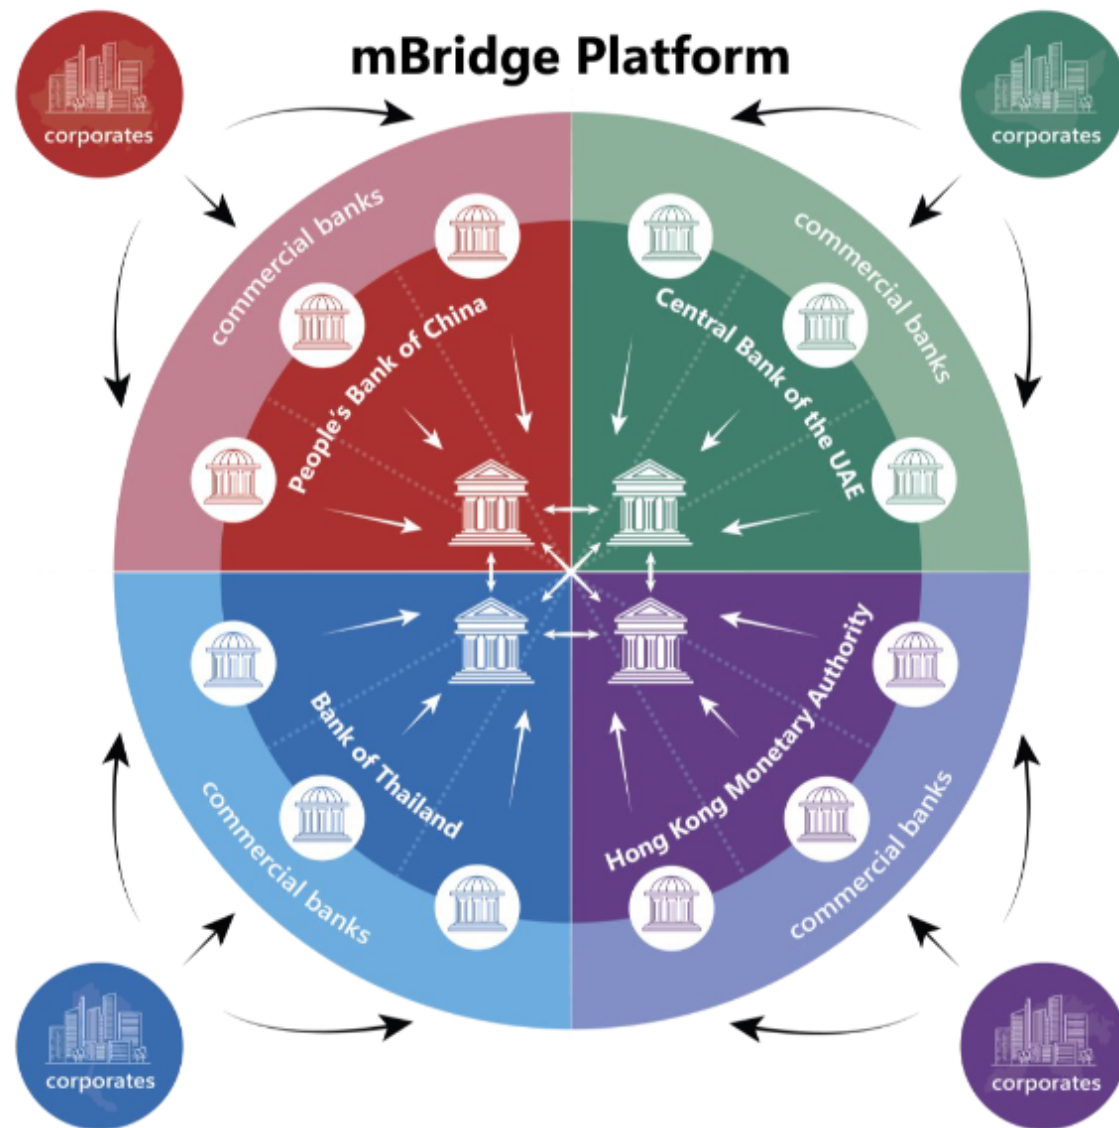 mBridge Platform
corporates
corporates
commercial banks
commercial banks
People's Bank of China
Central Bank of the UAE
Bank of Thailand
Hong Kong Monetary Authority
commercial banks
commercial banks
corporates
corporates